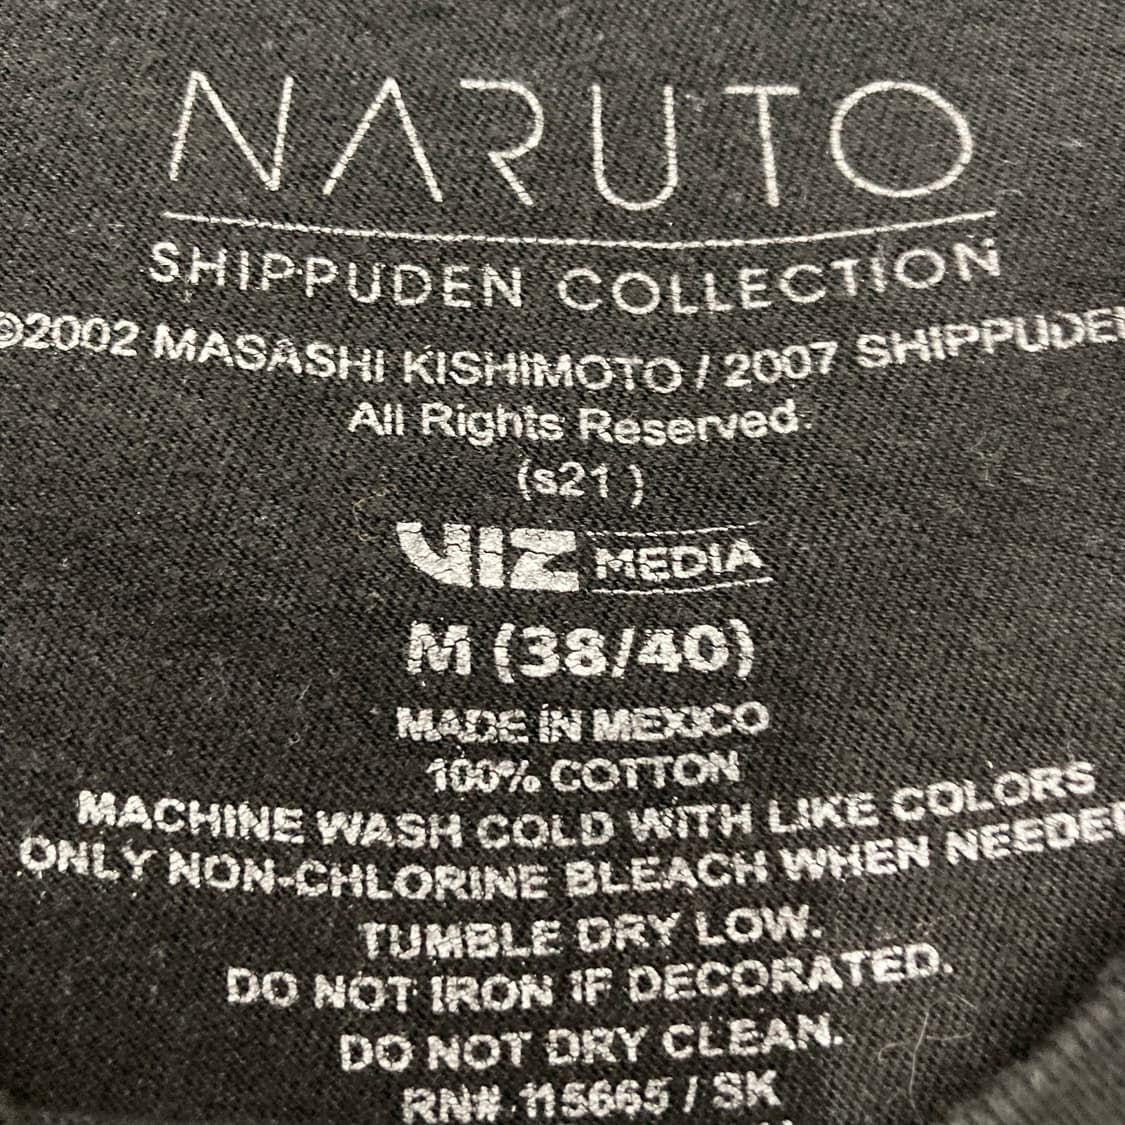 NARUTO
SHIPPUDEN COLLECTION
©2002 MASASHI KISHIMOTO / 2007 SHIPPUDEN
All Rights Reserved.
(s21 )
VIZ MEDIA
M (38/40)
MADE IN MEXICO
100% COTTON
MACHINE WASH COLD WITH LIKE COLORS
ONLY NON-CHLORINE BLEACH WHEN NEEDED
TUMBLE DRY LOW.
DO NOT IRON IF DECORATED.
DO NOT DRY CLEAN.
RN# 115665 / SK